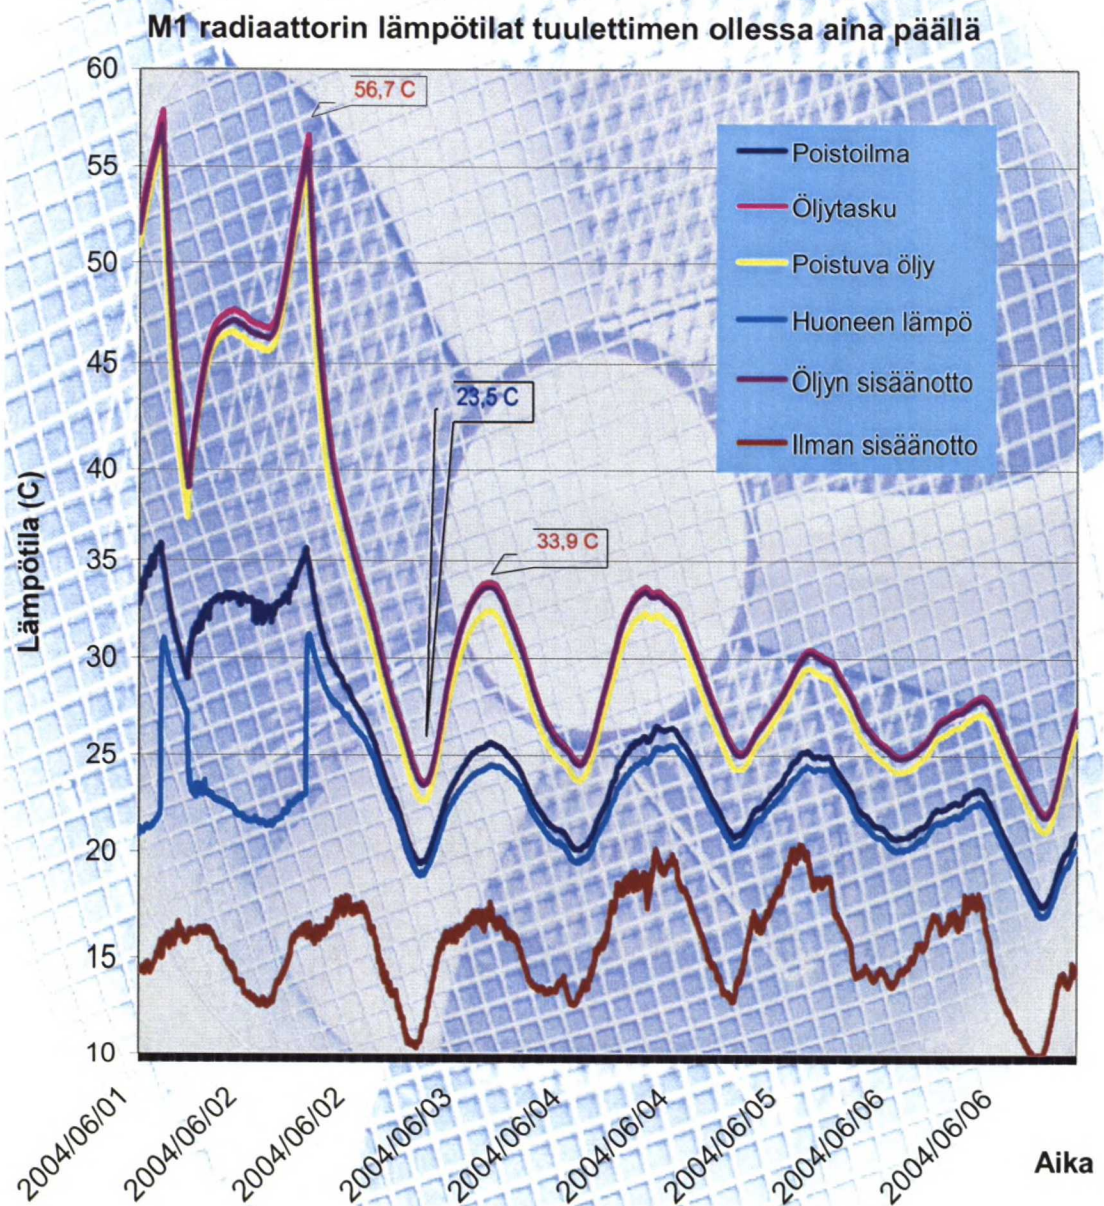 M1 radiaattorin lämpötilat tuulettimen ollessa aina päällä
60
55
50
45
40
35
30
25
20
15
10
Lämpötila (C)
56,7 C
23,5 C
33,9 C
Poistoilma
Öljytasku
Poistuva öljy
Huoneen lämpö
Öljyn sisäänotto
Ilman sisäänotto
2004/06/01
2004/06/02
2004/06/02
2004/06/03
2004/06/04
2004/06/04
2004/06/05
2004/06/06
2004/06/06
Aika